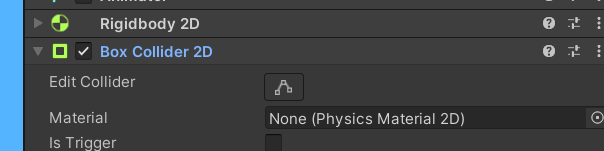 Rigidbody 2D
Box Collider 2D
Edit Collider
Material None (Physics Material 2D)
Is Trigger